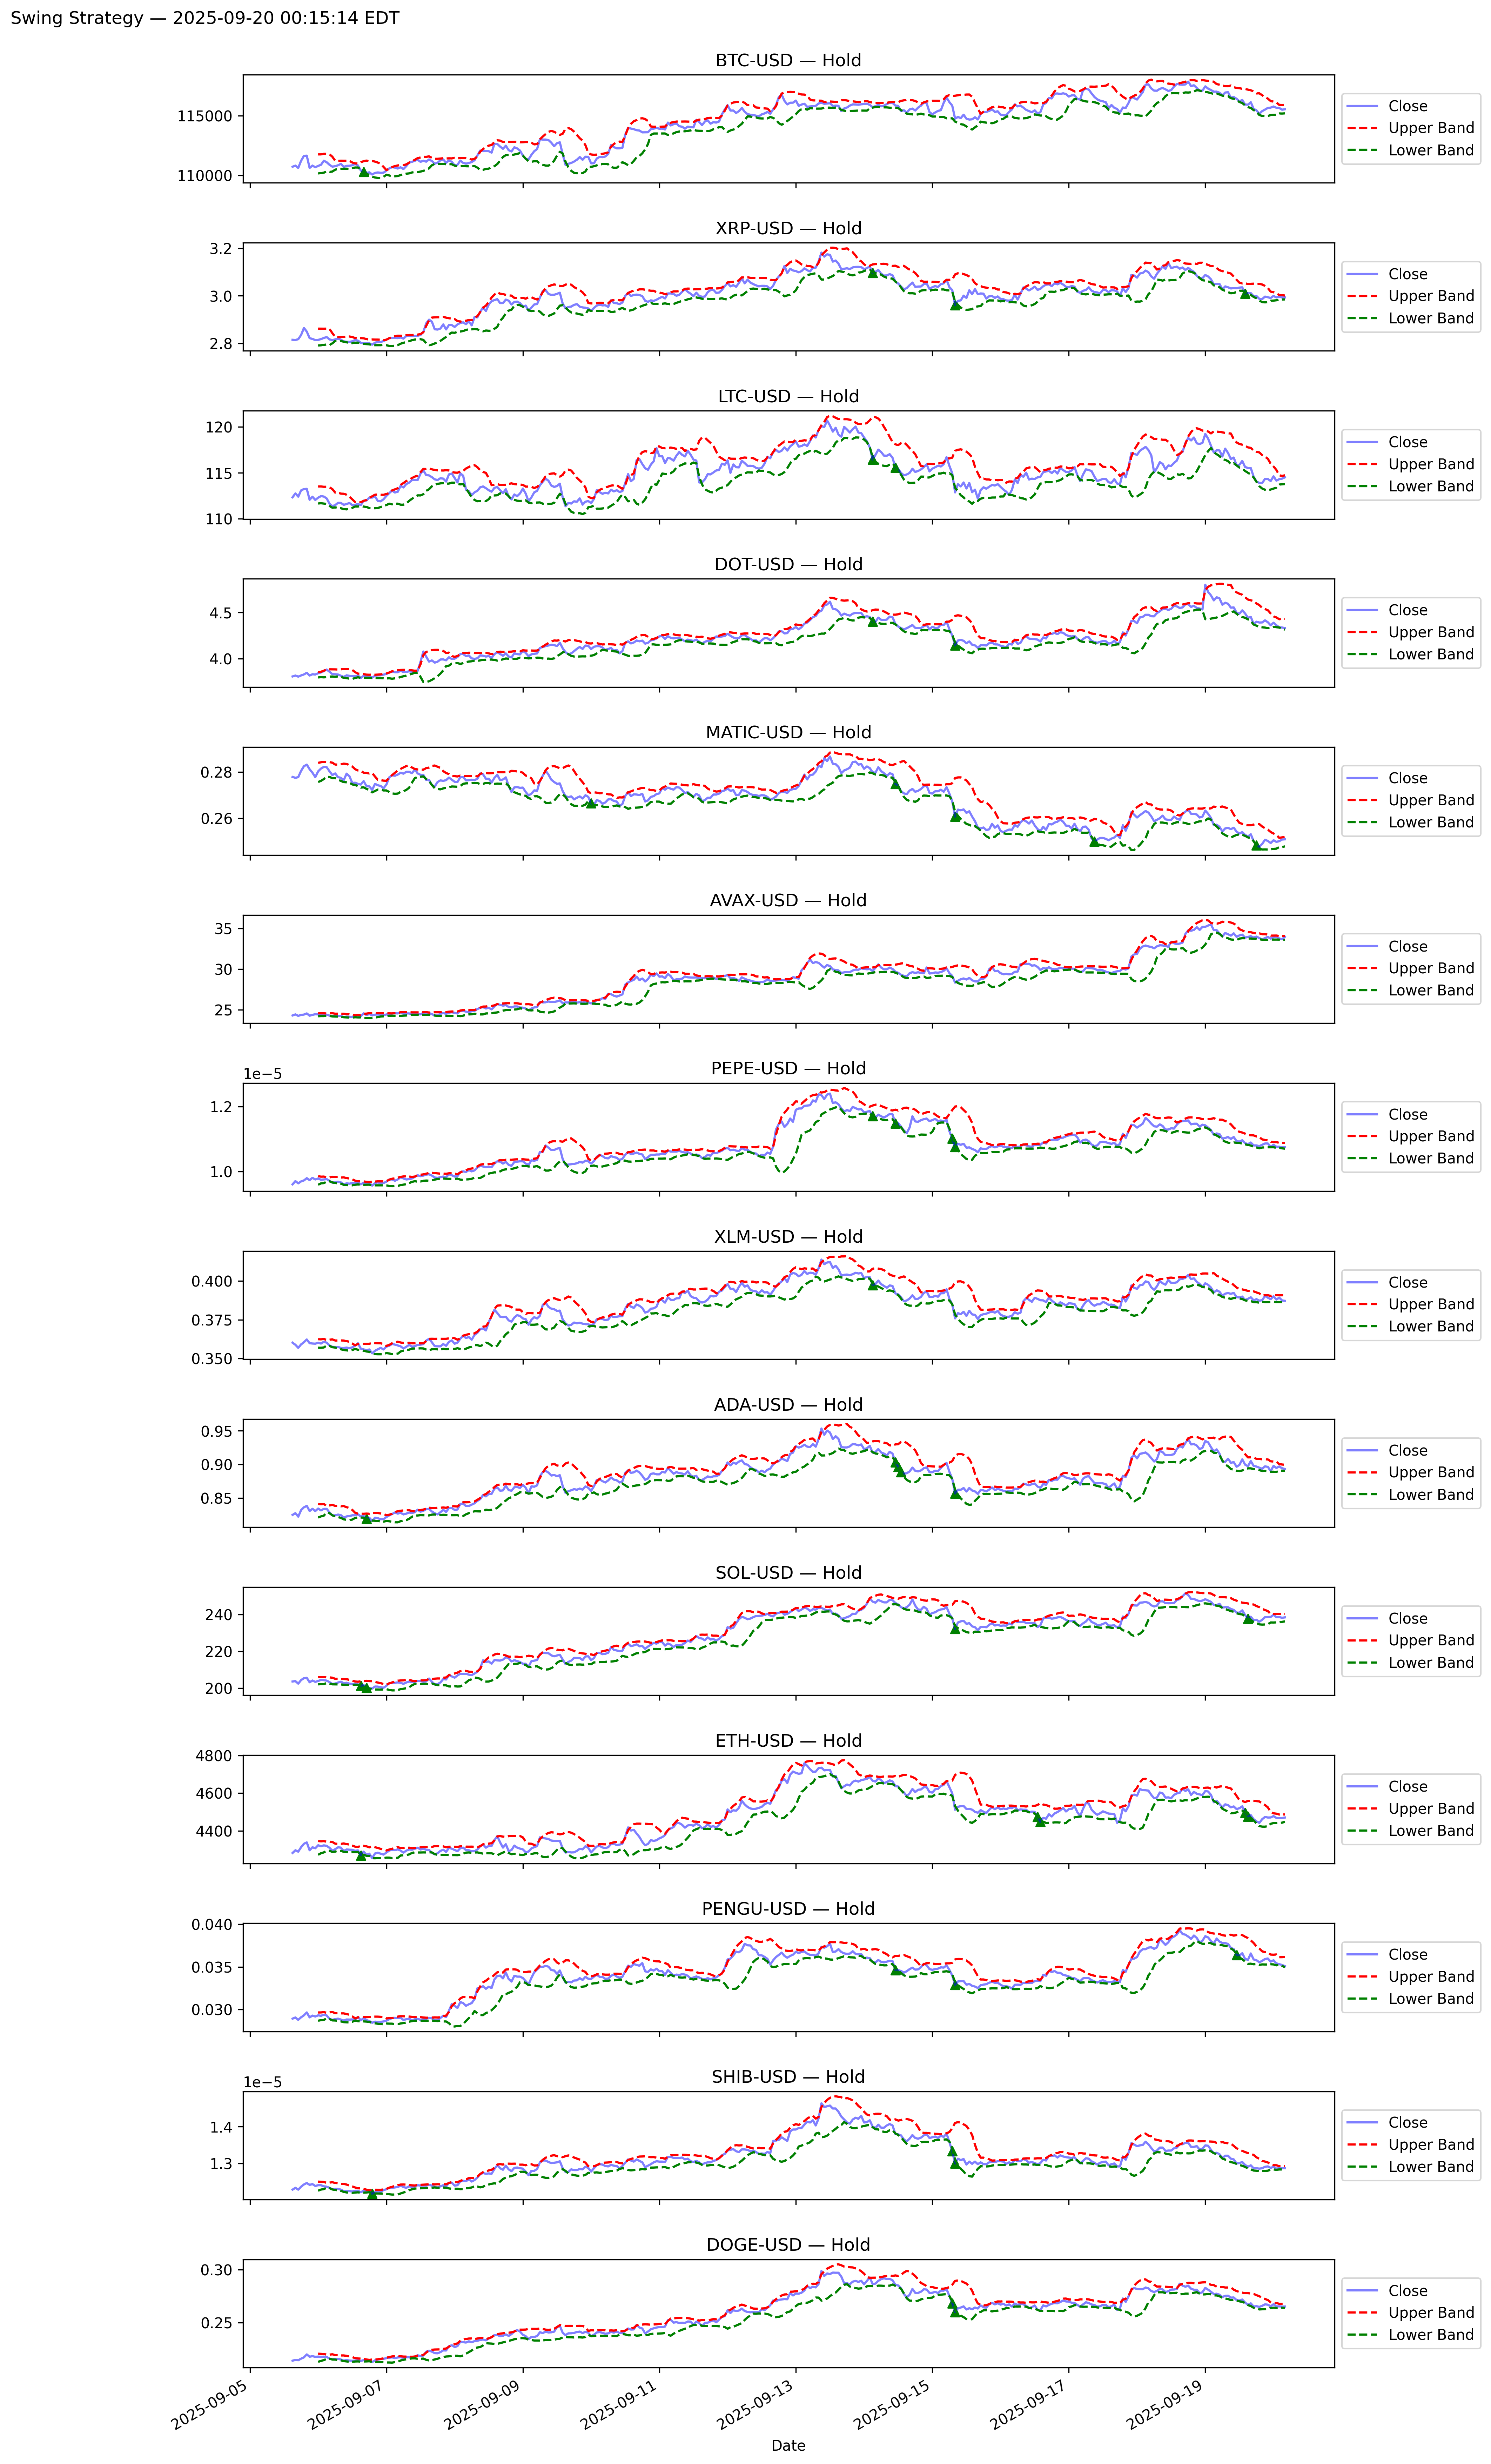 Swing Strategy — 2025-09-20 00:15:14 EDT
BTC-USD — Hold
115000
110000
Close
Upper Band
Lower Band
XRP-USD — Hold
3.2
3.0
2.8
Close
Upper Band
Lower Band
LTC-USD — Hold
120
115
110
Close
Upper Band
Lower Band
DOT-USD — Hold
4.5
4.0
Close
Upper Band
Lower Band
MATIC-USD — Hold
0.28
0.26
Close
Upper Band
Lower Band
AVAX-USD — Hold
35
30
25
Close
Upper Band
Lower Band
PEPE-USD — Hold
1e−5
1.2
1.0
Close
Upper Band
Lower Band
XLM-USD — Hold
0.400
0.375
0.350
Close
Upper Band
Lower Band
ADA-USD — Hold
0.95
0.90
0.85
Close
Upper Band
Lower Band
SOL-USD — Hold
240
220
200
Close
Upper Band
Lower Band
ETH-USD — Hold
4800
4600
4400
Close
Upper Band
Lower Band
PENGU-USD — Hold
0.040
0.035
0.030
Close
Upper Band
Lower Band
SHIB-USD — Hold
1e−5
1.4
1.3
Close
Upper Band
Lower Band
DOGE-USD — Hold
0.30
0.25
Close
Upper Band
Lower Band
2025-09-05
2025-09-07
2025-09-09
2025-09-11
2025-09-13
2025-09-15
2025-09-17
2025-09-19
Date